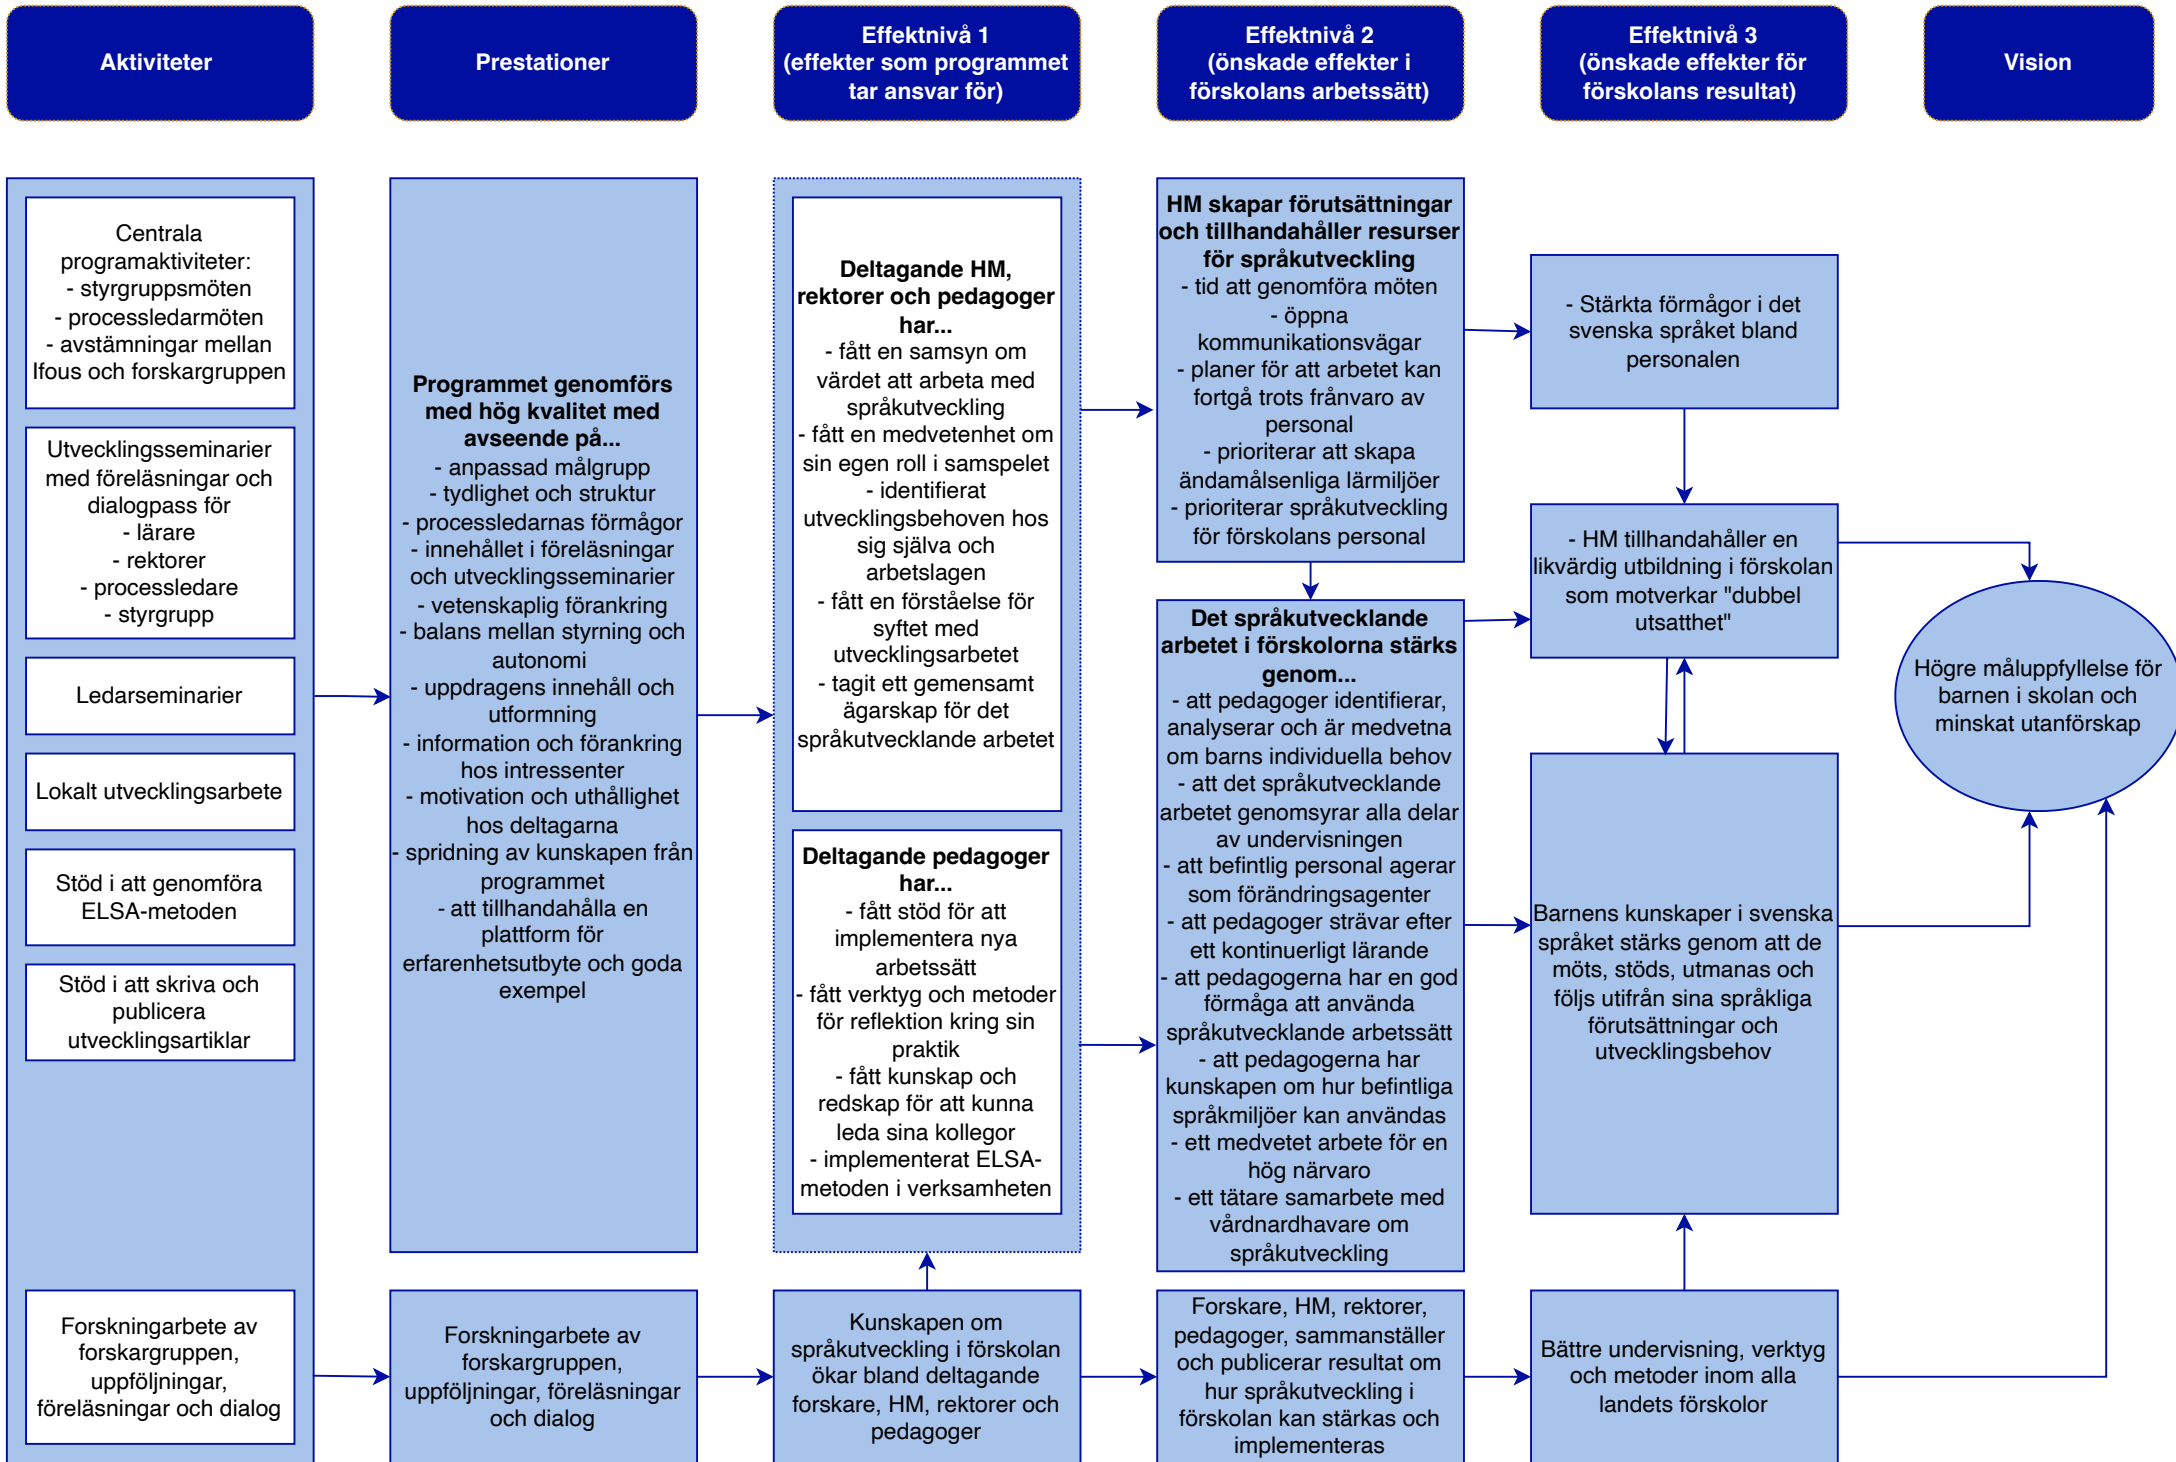 Aktiviteter
Prestationer
Effektnivå 1
(effekter som programmet
tar ansvar för)
Effektnivå 2
(önskade effekter i
förskolans arbetssätt)
Effektnivå 3
(önskade effekter för
förskolans resultat)
Vision
Centrala
programaktiviteter:
- styrgruppsmöten
- processledarmöten
- avstämningar mellan
Ifous och forskargruppen
Utvecklingsseminarier
med föreläsningar och
dialogpass för
- lärare
- rektorer
- processledare
- styrgrupp
Ledarseminarier
Lokalt utvecklingsarbete
Stöd i att genomföra
ELSA-metoden
Stöd i att skriva och
publicera
utvecklingsartiklar
Forskningarbete av
forskargruppen,
uppföljningar,
föreläsningar och dialog
Programmet genomförs
med hög kvalitet med
avseende på...
- anpassad målgrupp
- tydlighet och struktur
- processledarnas förmågor
- innehållet i föreläsningar
och utvecklingsseminarier
- vetenskaplig förankring
- balans mellan styrning och
autonomi
- uppdragens innehåll och
utformning
- information och förankring
hos intressenter
- motivation och uthållighet
hos deltagarna
- spridning av kunskapen från
programmet
- att tillhandahålla en
plattform för
erfarenhetsutbyte och goda
exempel
Forskningarbete av
forskargruppen,
uppföljningar, föreläsningar
och dialog
Deltagande HM,
rektorer och pedagoger
har...
- fått en samsyn om
värdet att arbeta med
språkutveckling
- fått en medvetenhet om
sin egen roll i samspelet
- identifierat
utvecklingsbehoven hos
sig själva och
arbetslagen
- fått en förståelse för
syftet med
utvecklingsarbetet
- tagit ett gemensamt
ägarskap för det
språkutvecklande arbetet
Deltagande pedagoger
har...
- fått stöd för att
implementera nya
arbetssätt
- fått verktyg och metoder
för reflektion kring sin
praktik
- fått kunskap och
redskap för att kunna
leda sina kollegor
- implementerat ELSA-
metoden i verksamheten
Kunskapen om
språkutveckling i förskolan
ökar bland deltagande
forskare, HM, rektorer och
pedagoger
HM skapar förutsättningar
och tillhandahåller resurser
för språkutveckling
- tid att genomföra möten
- öppna
kommunikationsvägar
- planer för att arbetet kan
fortgå trots frånvaro av
personal
- prioriterar att skapa
ändamålsenliga lärmiljöer
- prioriterar språkutveckling
för förskolans personal
Det språkutvecklande
arbetet i förskolorna stärks
genom...
- att pedagoger identifierar,
analyserar och är medvetna
om barns individuella behov
- att det språkutvecklande
arbetet genomsyrar alla delar
av undervisningen
- att befintlig personal agerar
som förändringsagenter
- att pedagoger strävar efter
ett kontinuerligt lärande
- att pedagogerna har en god
förmåga att använda
språkutvecklande arbetssätt
- att pedagogerna har
kunskapen om hur befintliga
språkmiljöer kan användas
- ett medvetet arbete för en
hög närvaro
- ett tätare samarbete med
vårdnardhavare om
språkutveckling
Forskare, HM, rektorer,
pedagoger, sammanställer
och publicerar resultat om
hur språkutveckling i
förskolan kan stärkas och
implementeras
- Stärkta förmågor i det
svenska språket bland
personalen
- HM tillhandahåller en
likvärdig utbildning i förskolan
som motverkar "dubbel
utsatthet"
Barnens kunskaper i svenska
språket stärks genom att de
möts, stöds, utmanas och
följs utifrån sina språkliga
förutsättningar och
utvecklingsbehov
Bättre undervisning, verktyg
och metoder inom alla
landets förskolor
Högre måluppfyllelse för
barnen i skolan och
minskat utanförskap